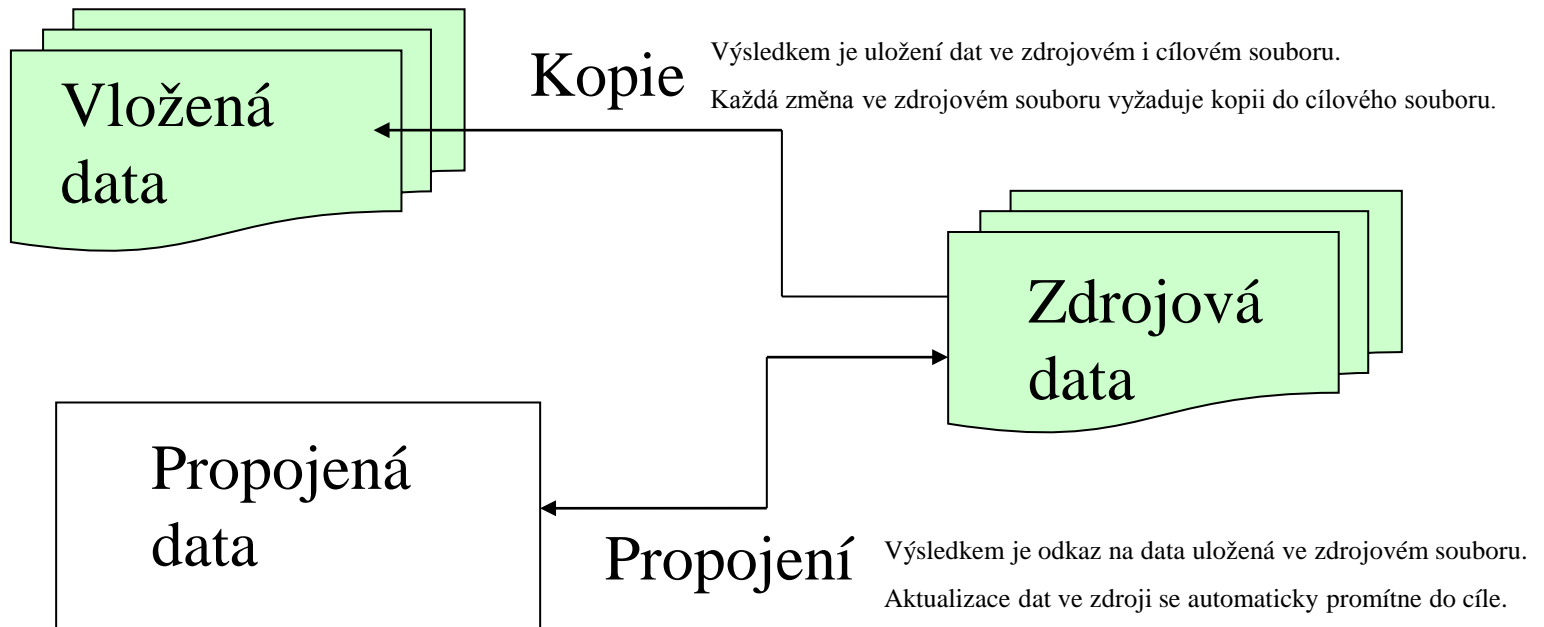 Vložená
data
Kopie
Výsledkem je uložení dat ve zdrojovém i cílovém souboru.
Každá změna ve zdrojovém souboru vyžaduje kopii do cílového souboru.
Zdrojová
data
Propojená
data
Propojení
Výsledkem je odkaz na data uložená ve zdrojovém souboru.
Aktualizace dat ve zdroji se automaticky promítne do cíle.